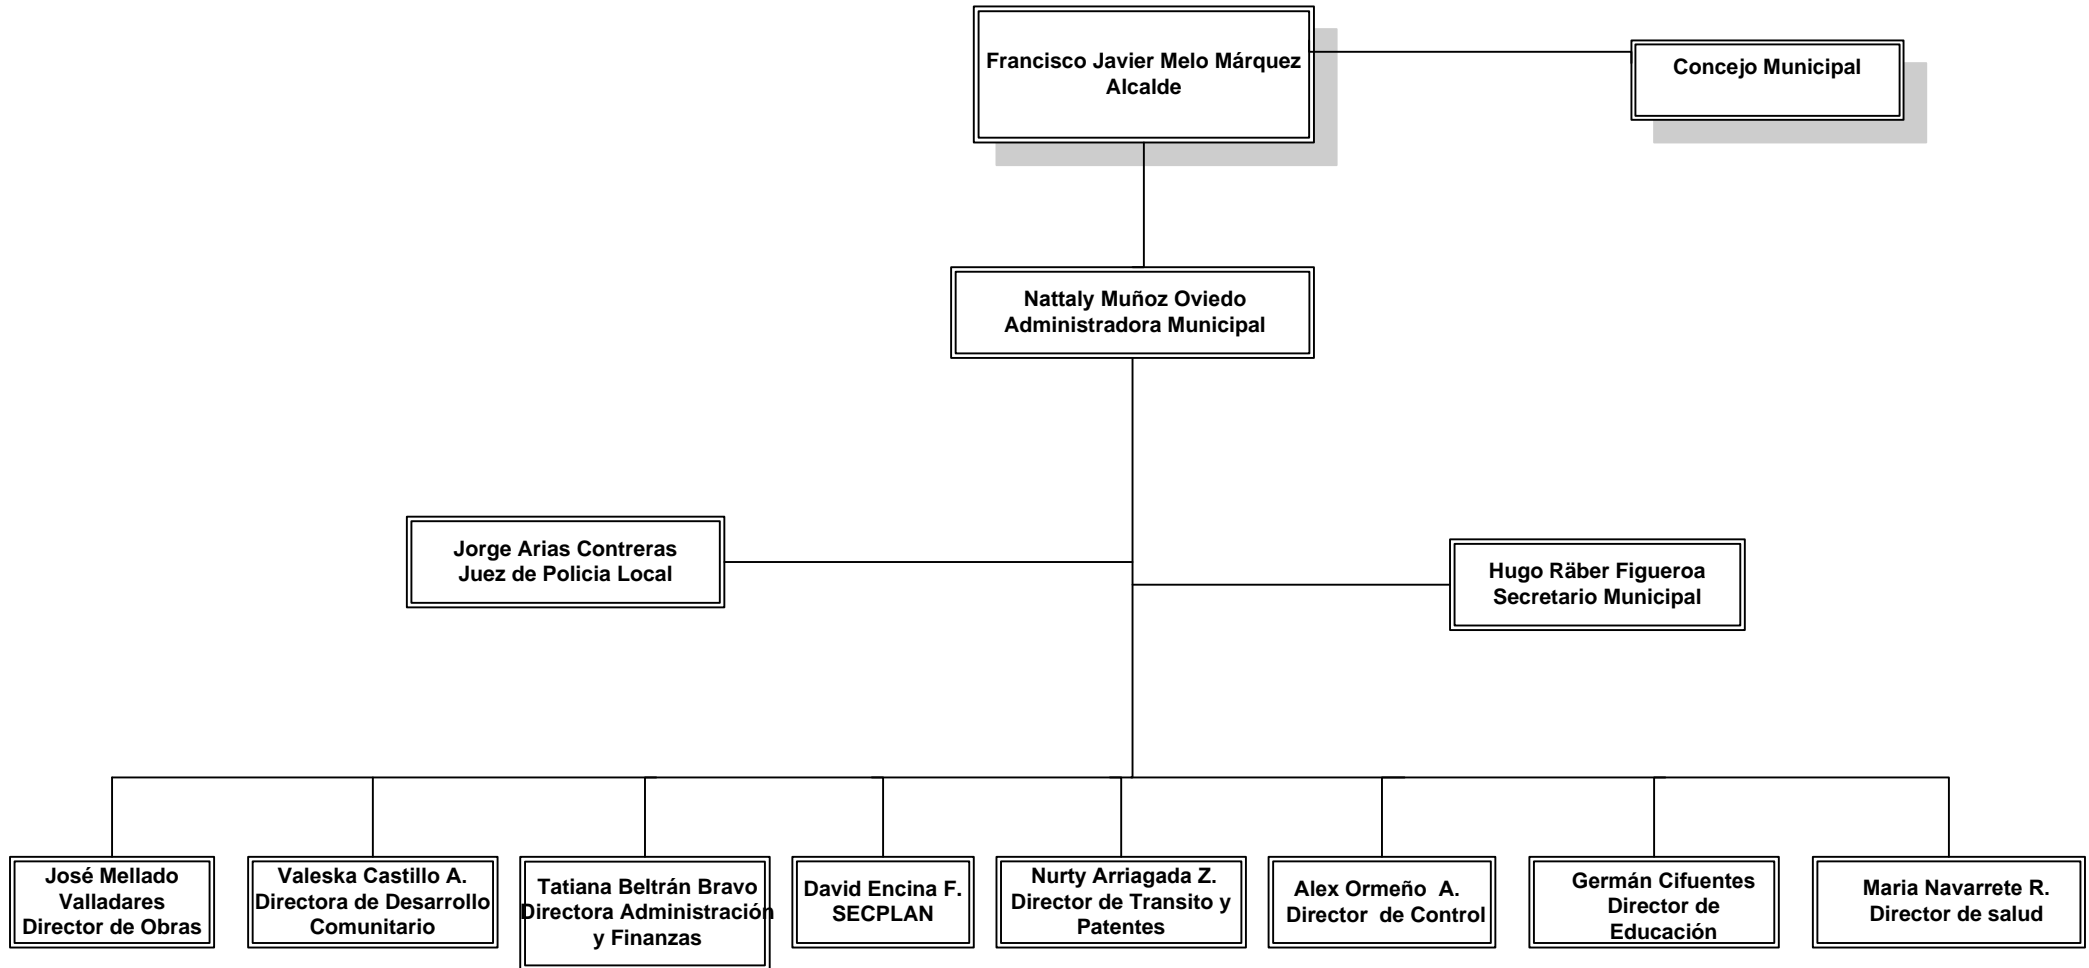 Francisco Javier Melo Márquez
Alcalde
Concejo Municipal
Nattaly Muñoz Oviedo
Administradora Municipal
Jorge Arias Contreras
Juez de Policia Local
Hugo Räber Figueroa
Secretario Municipal
José Mellado
Valladares
Director de Obras
Valeska Castillo A.
Directora de Desarrollo
Comunitario
Tatiana Beltrán Bravo
Directora Administración
y Finanzas
David Encina F.
SECPLAN
Nurty Arriagada Z.
Director de Transito y
Patentes
Alex Ormeño A.
Director de Control
Germán Cifuentes
Director de
Educación
Maria Navarrete R.
Director de salud